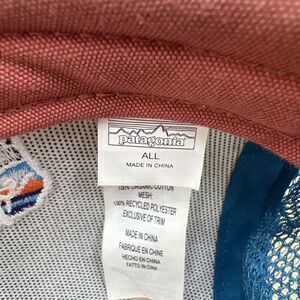 patagonia
ALL
MADE IN CHINA
100% ORGANIC COTTON
MESH:
100% RECYCLED POLYESTER
EXCLUSIVE OF TRIM
MADE IN CHINA
FABRIQUÉ EN CHINE
HECHO EN CHINA
FATTO IN CINA